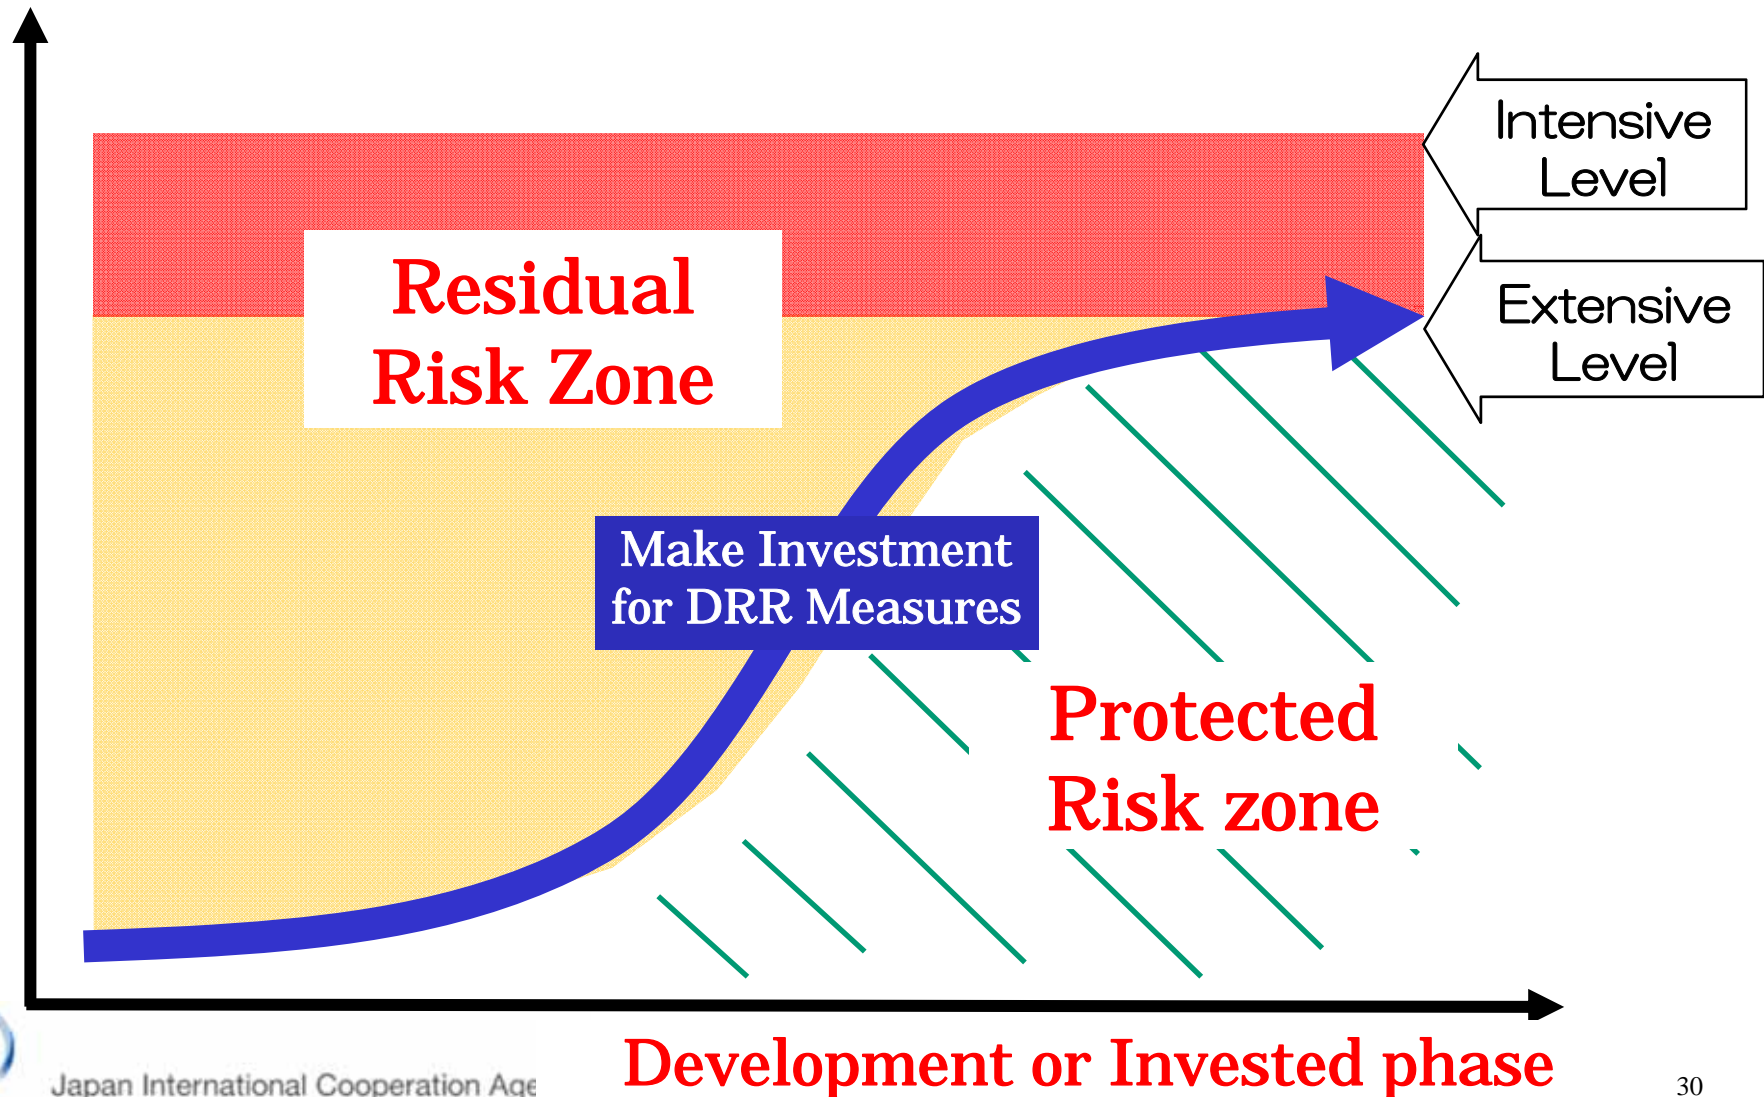 Intensive
Level
Residual
Risk Zone
Extensive
Level
Make Investment
for DRR Measures
Protected
Risk zone
Development or Invested phase
Japan International Cooperation Age
30